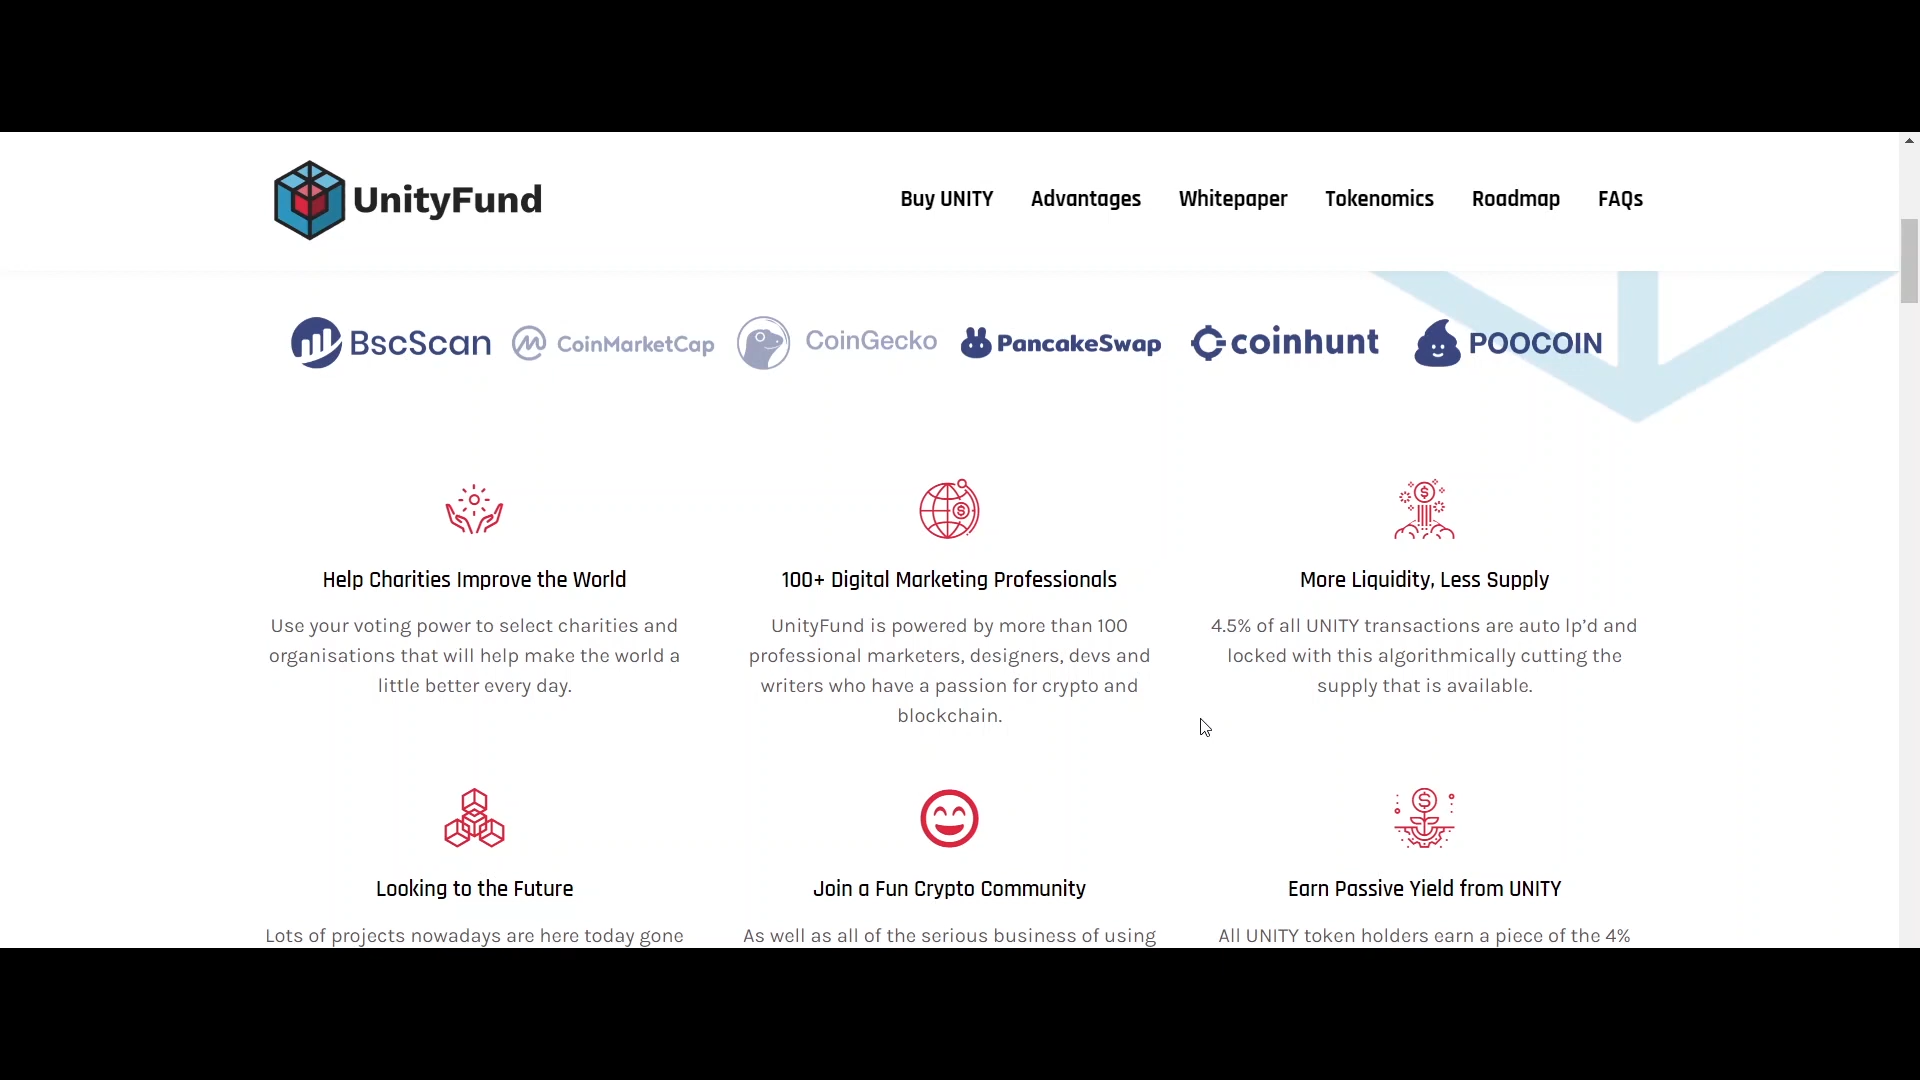 UnityFund
Buy UNITY Advantages Whitepaper Tokenomics Roadmap FAQs
BscScan CoinMarketCap CoinGecko PancakeSwap coinhunt POOCOIN
Help Charities Improve the World
Use your voting power to select charities and
organisations that will help make the world a
little better every day.
100+ Digital Marketing Professionals
UnityFund is powered by more than 100
professional marketers, designers, devs and
writers who have a passion for crypto and
blockchain.
More Liquidity, Less Supply
4.5% of all UNITY transactions are auto lp’d and
locked with this algorithmically cutting the
supply that is available.
Looking to the Future
Lots of projects nowadays are here today gone
Join a Fun Crypto Community
As well as all of the serious business of using
Earn Passive Yield from UNITY
All UNITY token holders earn a piece of the 4%